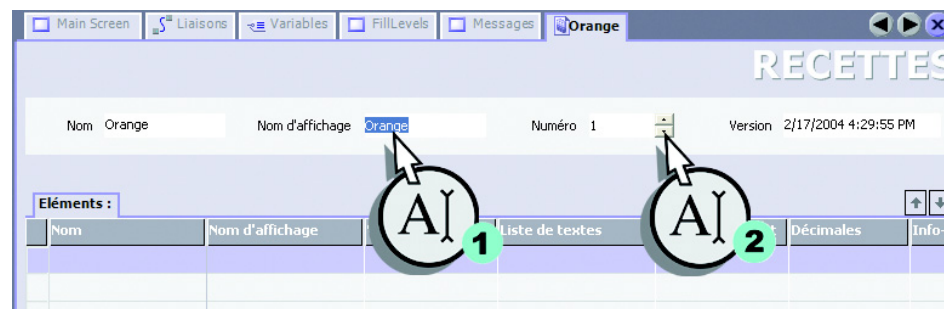 Main Screen Liaisons Variables FillLevels Messages Orange
RECETTES
Nom Orange Nom d'affichage Orange Numéro 1 Version 2/17/2004 4:29:55 PM
Eléments :
Nom Nom d'affichage Liste de textes Décimales Info-
A 1 A 2